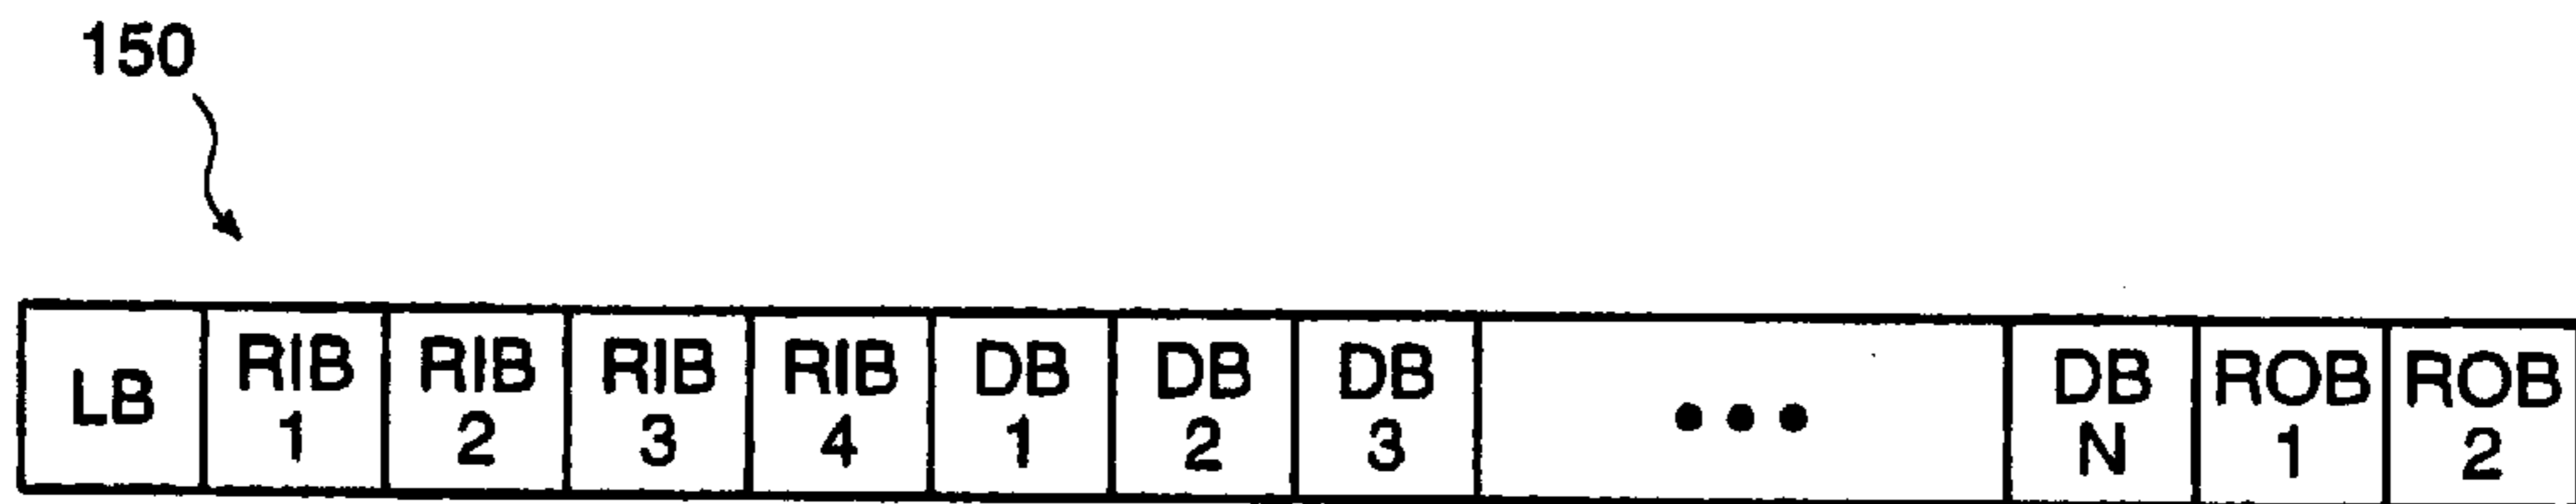 150
LB RIB 1 RIB 2 RIB 3 RIB 4 DB 1 DB 2 DB 3 ••• DB N ROB 1 ROB 2